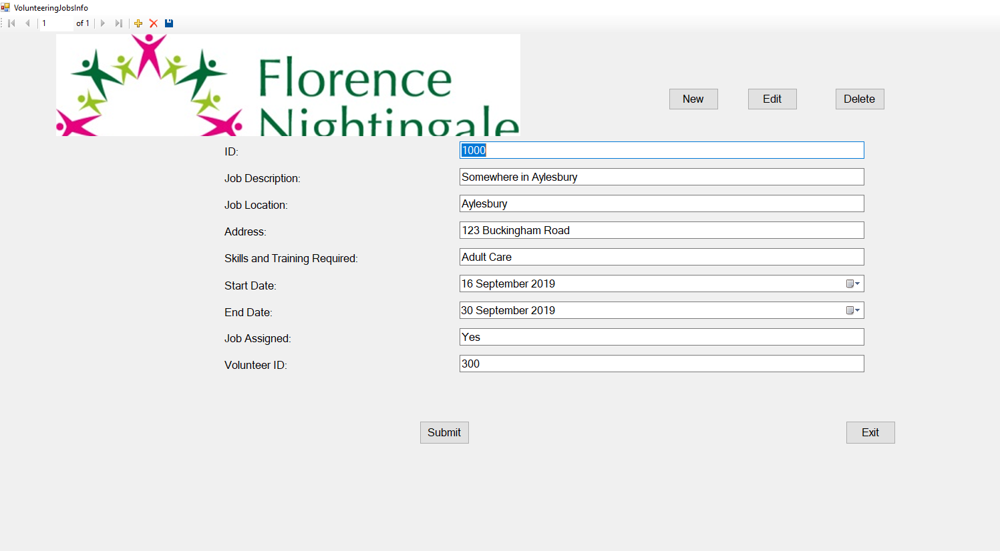 VolunteeringJobsInfo
1 of 1
Florence
Nightingale
New Edit Delete
ID: 1000
Job Description: Somewhere in Aylesbury
Job Location: Aylesbury
Address: 123 Buckingham Road
Skills and Training Required: Adult Care
Start Date: 16 September 2019
End Date: 30 September 2019
Job Assigned: Yes
Volunteer ID: 300
Submit Exit